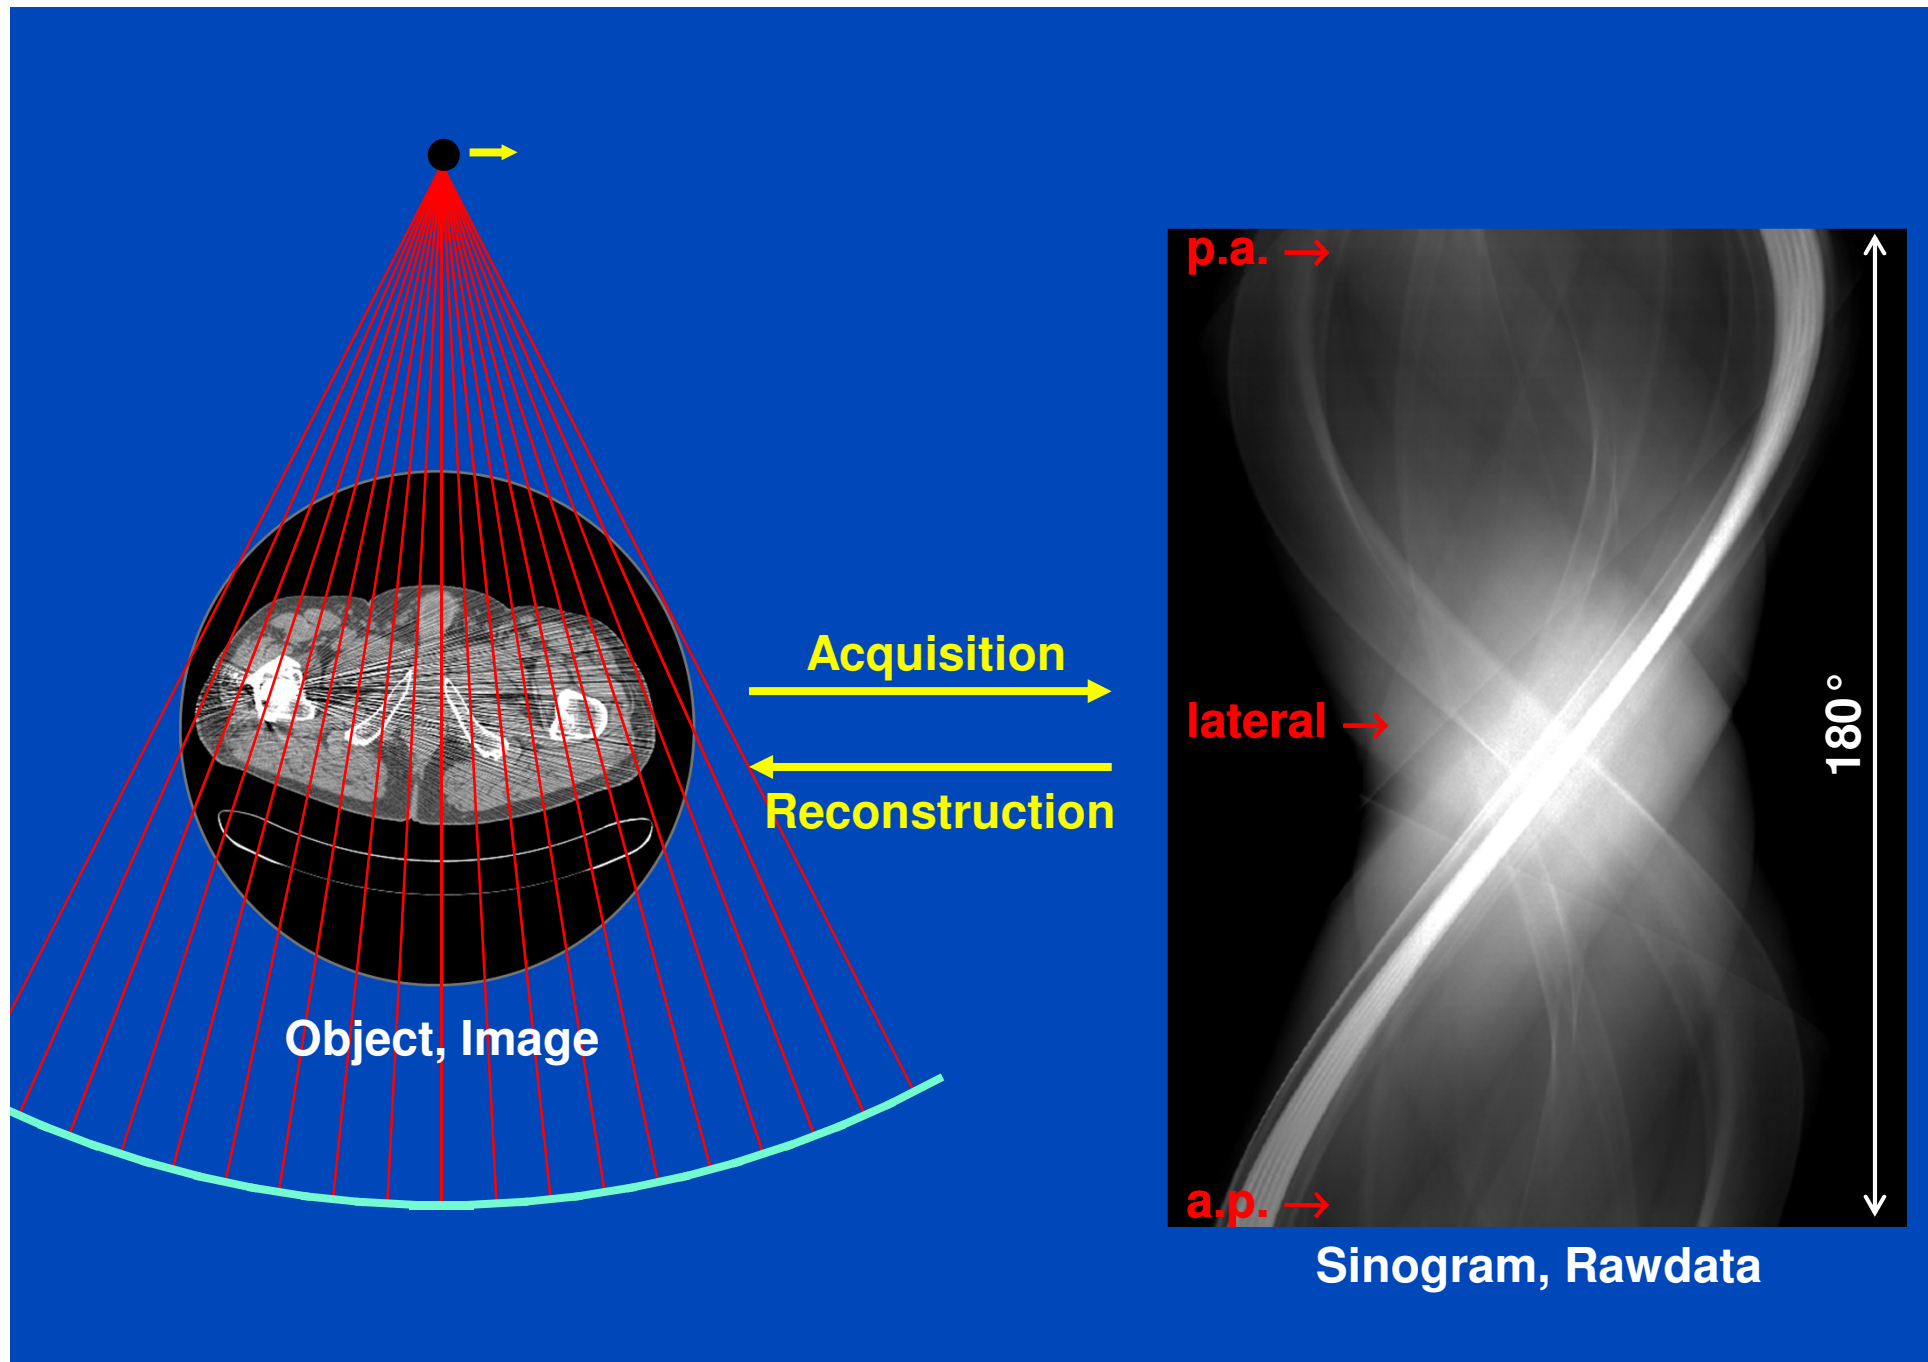 Acquisition
Reconstruction
Object, Image
p.a. →
lateral →
a.p. →
180°
Sinogram, Rawdata